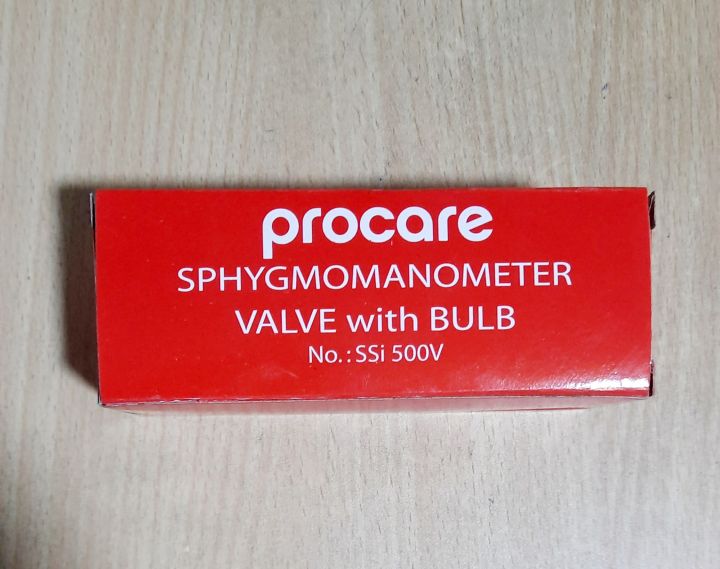 procare
SPHYGMOMANOMETER
VALVE with BULB
No.: SSi 500V